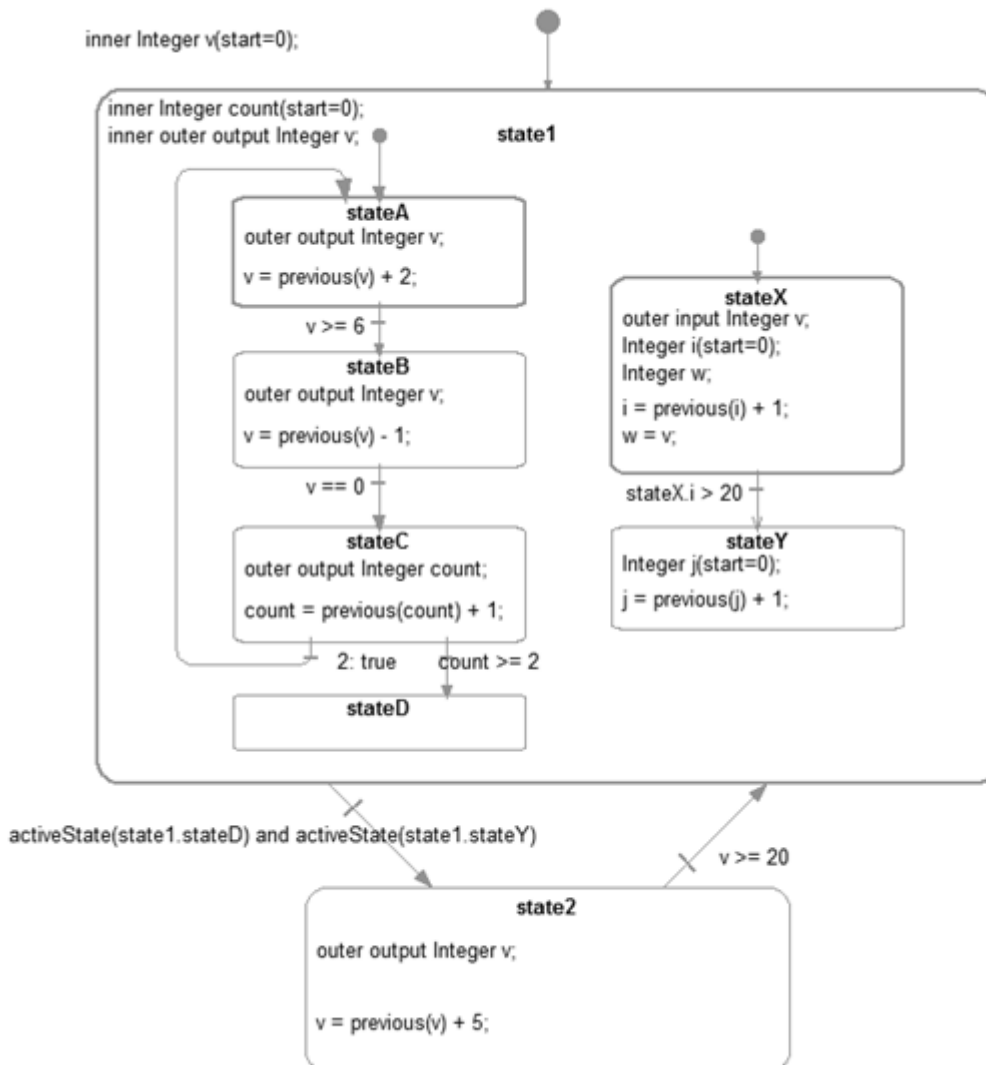 inner Integer v(start=0);
inner Integer count(start=0);
inner outer output Integer v;
state1
stateA
outer output Integer v;
v = previous(v) + 2;
v >= 6
stateB
outer output Integer v;
v = previous(v) - 1;
v == 0
stateC
outer output Integer count;
count = previous(count) + 1;
2: true
count >= 2
stateD
stateX
outer input Integer v;
Integer i(start=0);
Integer w;
i = previous(i) + 1;
w = v;
stateX.i > 20
stateY
Integer j(start=0);
j = previous(j) + 1;
activeState(state1.stateD) and activeState(state1.stateY)
v >= 20
state2
outer output Integer v;
v = previous(v) + 5;